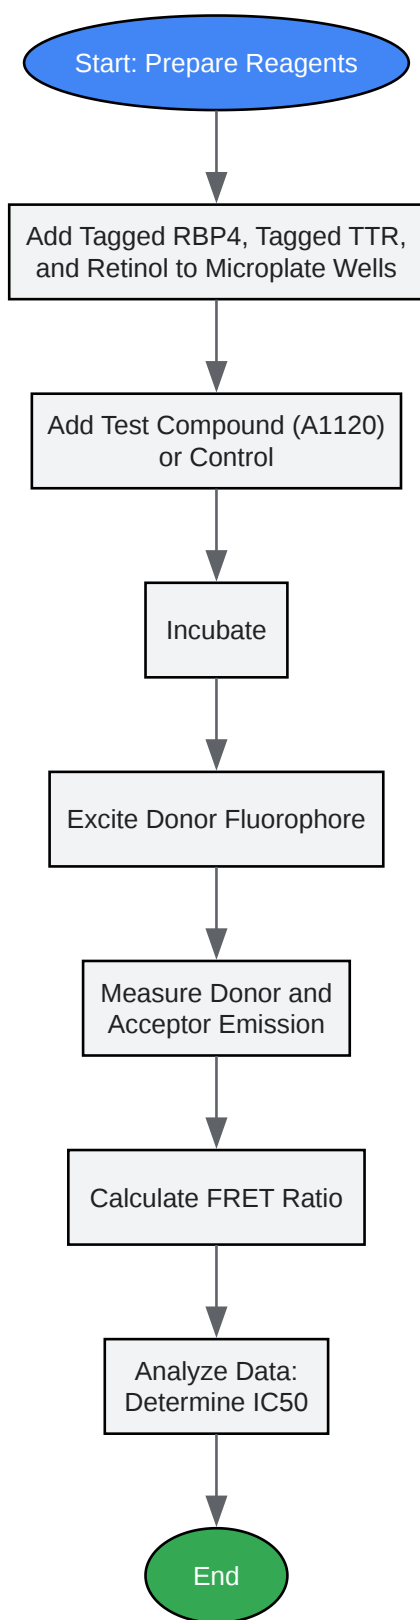 Start: Prepare Reagents
Add Tagged RBP4, Tagged TTR,
and Retinol to Microplate Wells
Add Test Compound (A1120)
or Control
Incubate
Excite Donor Fluorophore
Measure Donor and
Acceptor Emission
Calculate FRET Ratio
Analyze Data:
Determine IC50
End